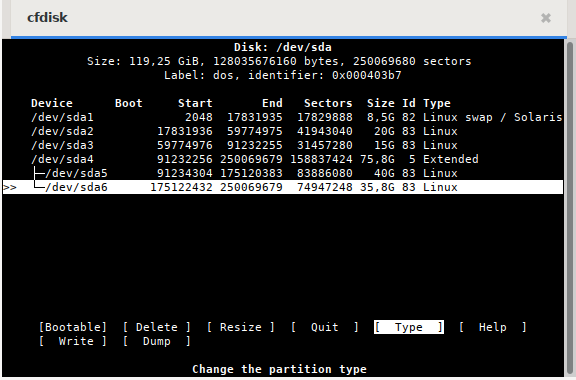 cfdisk ✖
Disk: /dev/sda
Size: 119,25 GiB, 128035676160 bytes, 250069680 sectors
Label: dos, identifier: 0x000403b7
Device Boot Start End Sectors Size Id Type
/dev/sda1 2048 17831935 17829888 8,5G 82 Linux swap / Solaris
/dev/sda2 17831936 59774975 41943040 20G 83 Linux
/dev/sda3 59774976 91232255 31457280 15G 83 Linux
/dev/sda4 91232256 250069679 158837424 75,8G 5 Extended
├─/dev/sda5 91234304 175120383 83886080 40G 83 Linux
>> └─/dev/sda6 175122432 250069679 74947248 35,8G 83 Linux
[Bootable] [ Delete ] [ Resize ] [ Quit ] [ Type ] [ Help ]
[ Write ] [ Dump ]
Change the partition type